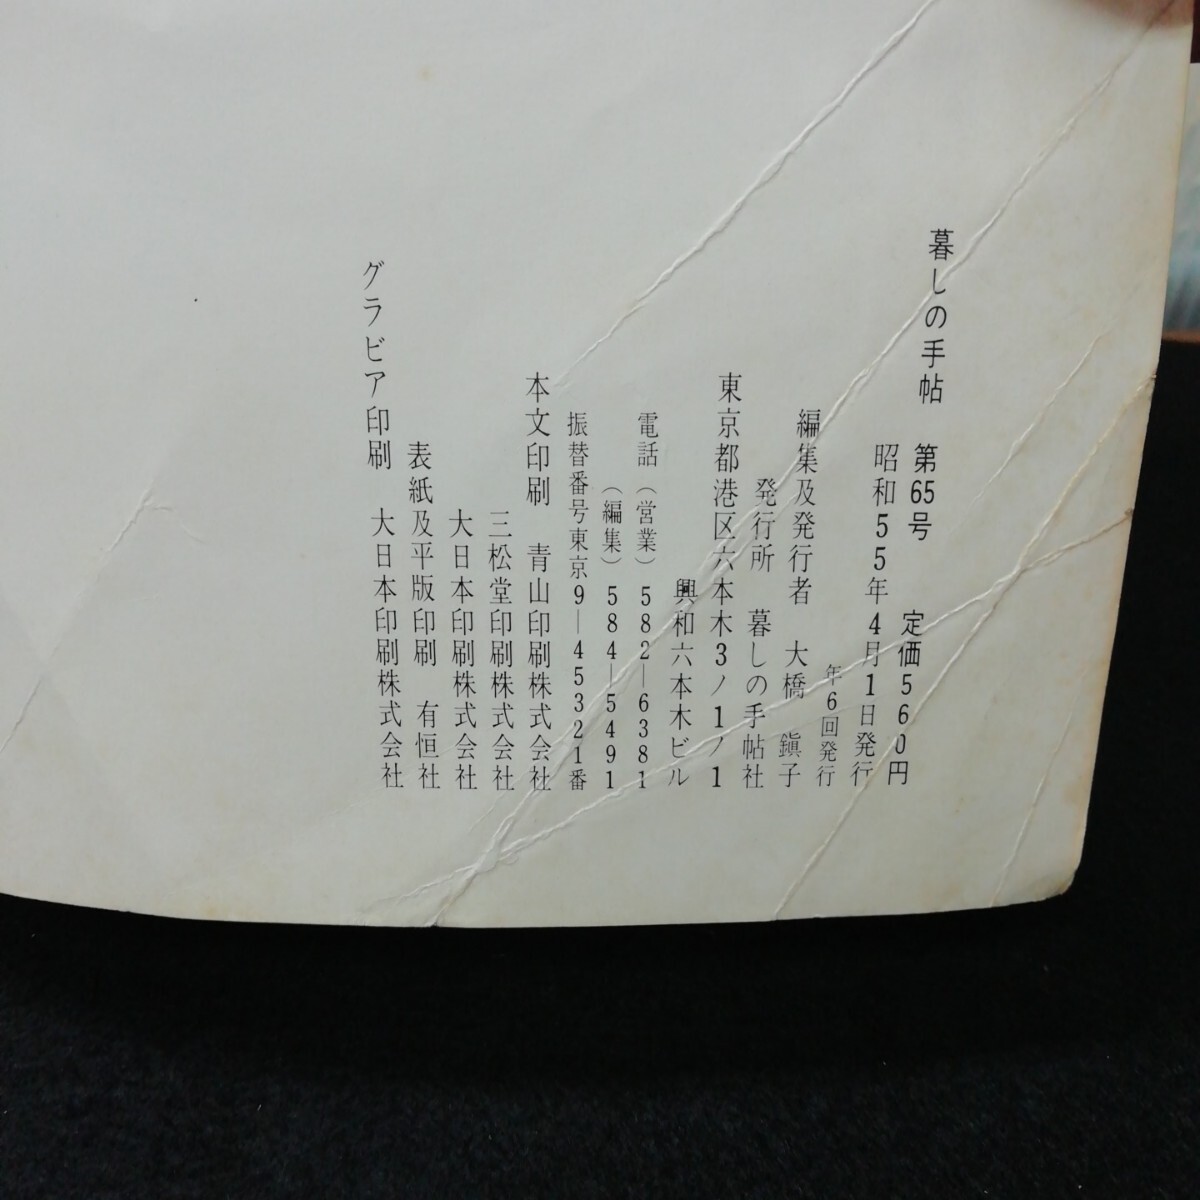 暮しの手帖 第65号 定価560円
昭和55年4月1日発行
年6回発行
編集及発行者 大橋 鎭子
発行所 暮しの手帖社
東京都港区六本木3ノ1ノ1
興和六本木ビル
電話（営業）582―6381
（編集）584―5491
振替番号東京9―45321番
本文印刷 青山印刷株式会社
三松堂印刷株式会社
大日本印刷株式会社
表紙及平版印刷 有恒社
グラビア印刷 大日本印刷株式会社